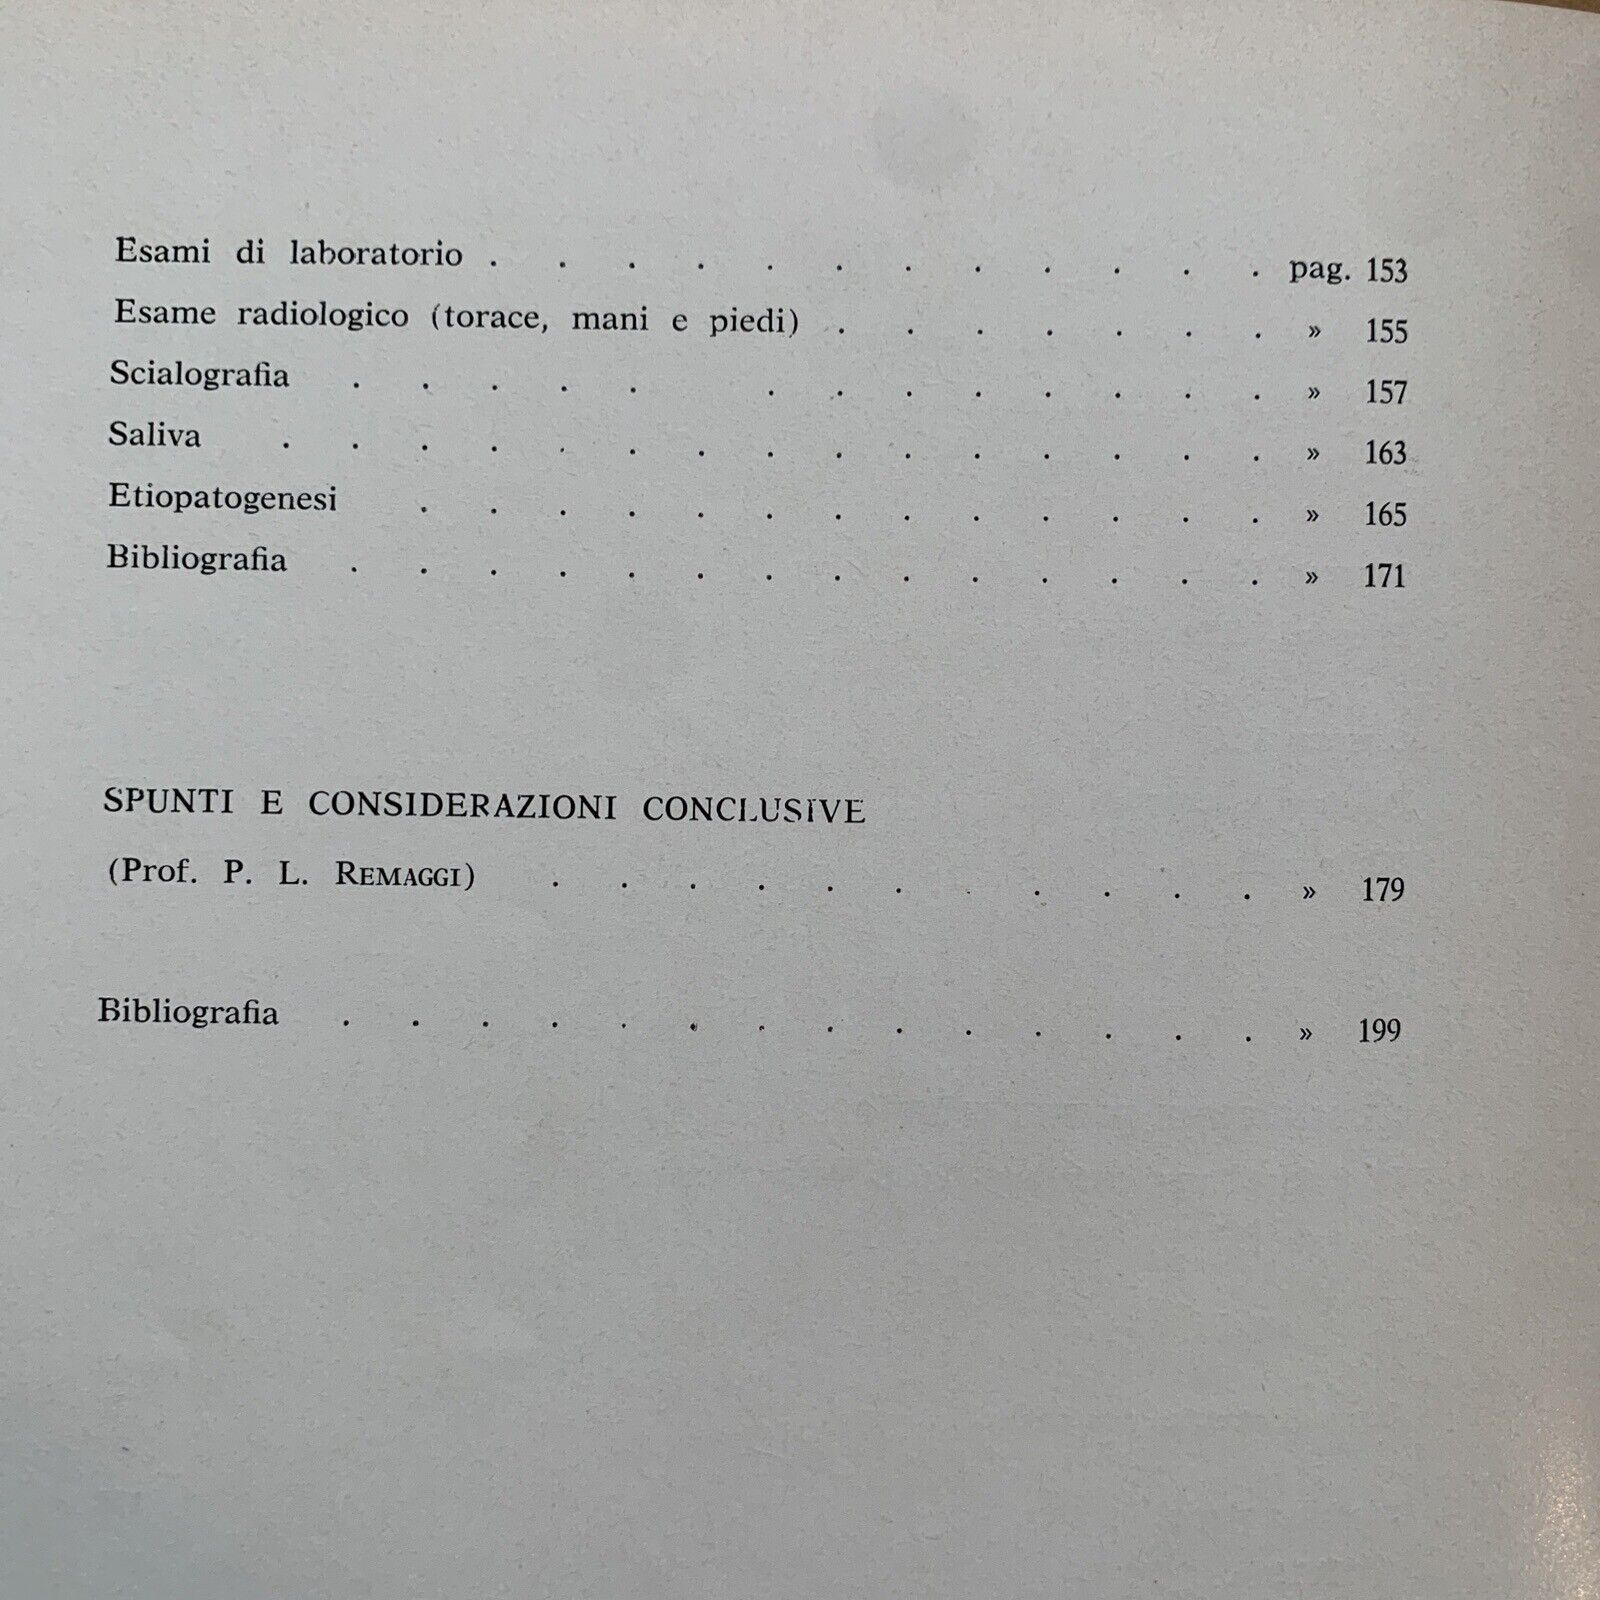 Esami di laboratorio . . . . . . . . . . . . pag. 153
Esame radiologico (torace, mani e piedi) . . . . . . . » 155
Scialografia . . . . . . . . . . . . . » 157
Saliva . . . . . . . . . . . . . . . » 163
Etiopatogenesi . . . . . . . . . . . . . » 165
Bibliografia . . . . . . . . . . . . . . » 171
SPUNTI E CONSIDERAZIONI CONCLUSIVE
(Prof. P. L. REMAGGI) . . . . . . . . . . . » 179
Bibliografia . . . . . . . . . . . . . . » 199